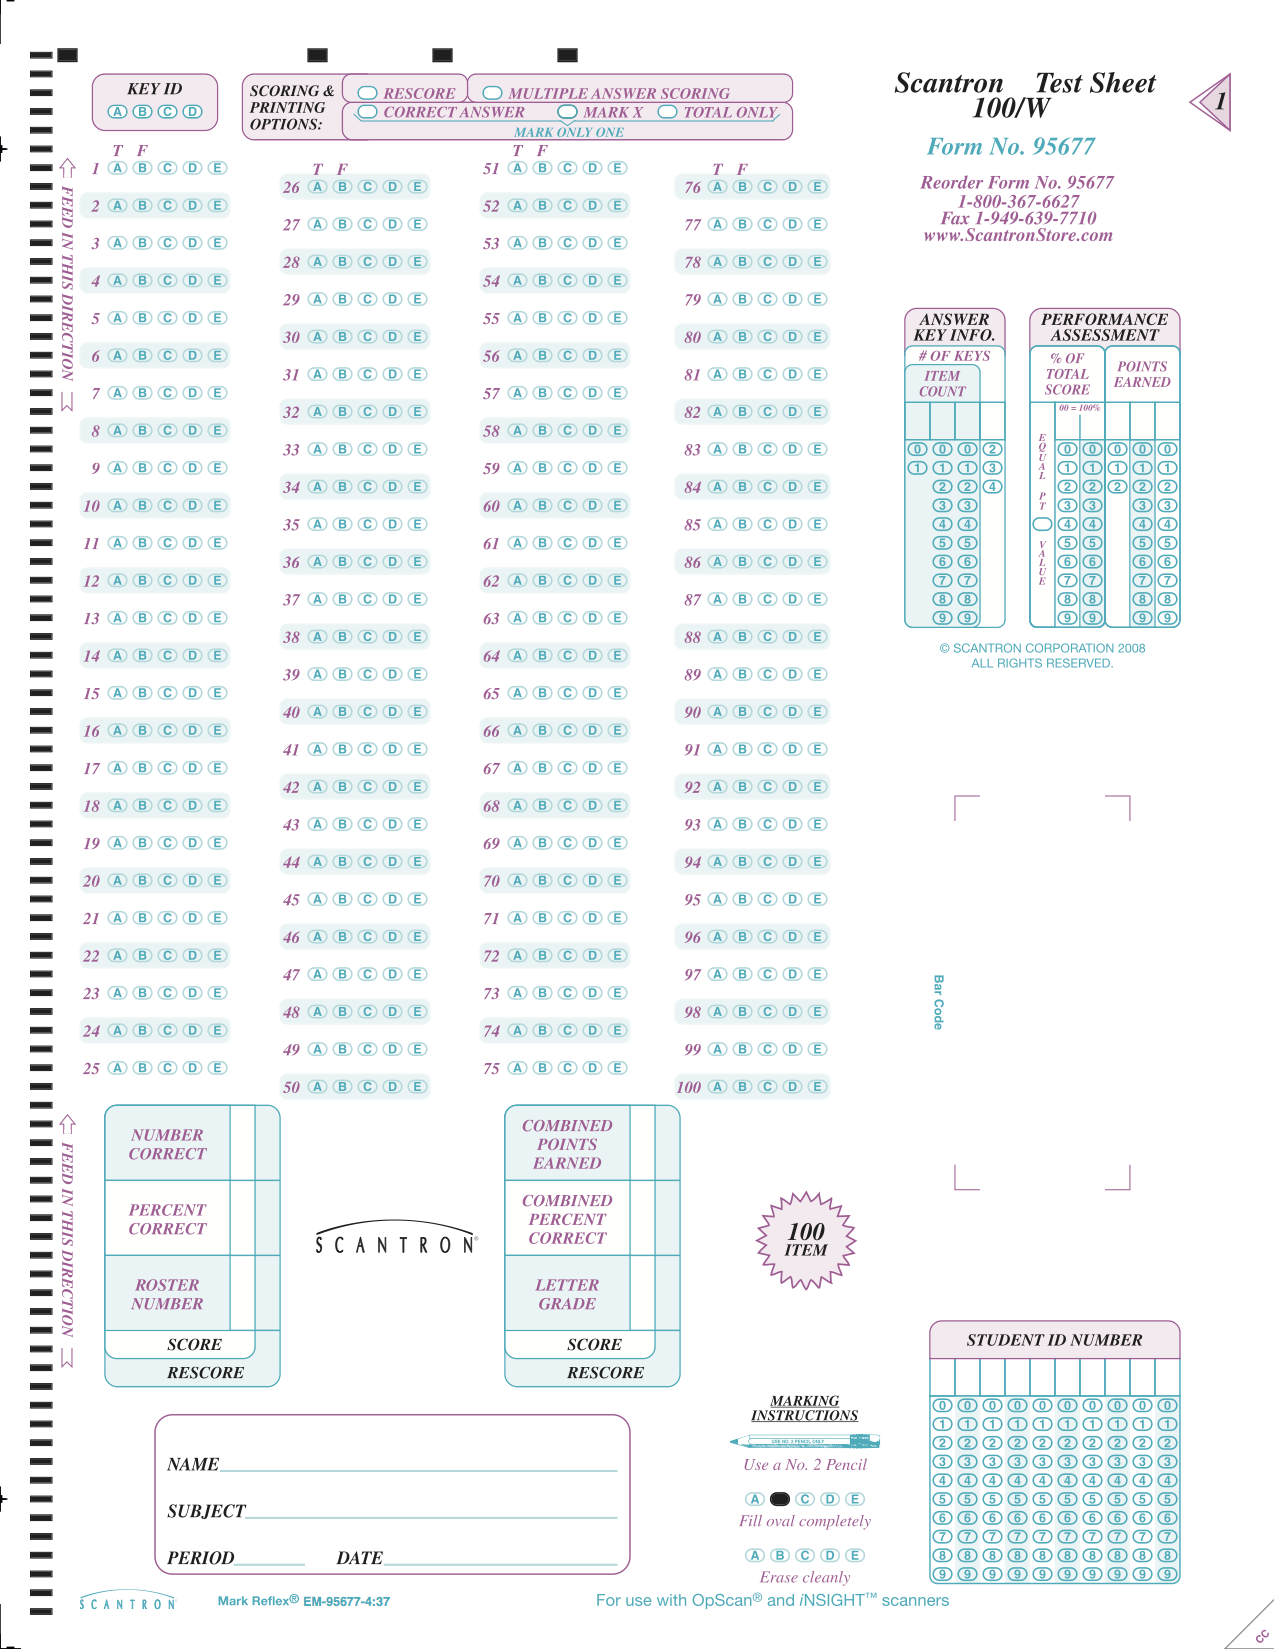 KEY ID
A B C D
SCORING &
PRINTING
OPTIONS:
RESCORE
MULTIPLE ANSWER SCORING
CORRECT ANSWER
MARK X
TOTAL ONLY
MARK ONLY ONE
Scantron Test Sheet
100/W
1
Form No. 95677
Reorder Form No. 95677
1-800-367-6627
Fax 1-949-639-7710
www.ScantronStore.com
FEED IN THIS DIRECTION
T F
1 A B C D E
2 A B C D E
3 A B C D E
4 A B C D E
5 A B C D E
6 A B C D E
7 A B C D E
8 A B C D E
9 A B C D E
10 A B C D E
11 A B C D E
12 A B C D E
13 A B C D E
14 A B C D E
15 A B C D E
16 A B C D E
17 A B C D E
18 A B C D E
19 A B C D E
20 A B C D E
21 A B C D E
22 A B C D E
23 A B C D E
24 A B C D E
25 A B C D E
T F
26 A B C D E
27 A B C D E
28 A B C D E
29 A B C D E
30 A B C D E
31 A B C D E
32 A B C D E
33 A B C D E
34 A B C D E
35 A B C D E
36 A B C D E
37 A B C D E
38 A B C D E
39 A B C D E
40 A B C D E
41 A B C D E
42 A B C D E
43 A B C D E
44 A B C D E
45 A B C D E
46 A B C D E
47 A B C D E
48 A B C D E
49 A B C D E
50 A B C D E
T F
51 A B C D E
52 A B C D E
53 A B C D E
54 A B C D E
55 A B C D E
56 A B C D E
57 A B C D E
58 A B C D E
59 A B C D E
60 A B C D E
61 A B C D E
62 A B C D E
63 A B C D E
64 A B C D E
65 A B C D E
66 A B C D E
67 A B C D E
68 A B C D E
69 A B C D E
70 A B C D E
71 A B C D E
72 A B C D E
73 A B C D E
74 A B C D E
75 A B C D E
T F
76 A B C D E
77 A B C D E
78 A B C D E
79 A B C D E
80 A B C D E
81 A B C D E
82 A B C D E
83 A B C D E
84 A B C D E
85 A B C D E
86 A B C D E
87 A B C D E
88 A B C D E
89 A B C D E
90 A B C D E
91 A B C D E
92 A B C D E
93 A B C D E
94 A B C D E
95 A B C D E
96 A B C D E
97 A B C D E
98 A B C D E
99 A B C D E
100 A B C D E
ANSWER
KEY INFO.
# OF KEYS
ITEM
COUNT
0 0 0 2
1 1 1 3
2 2 4
3 3
4 4
5 5
6 6
7 7
8 8
9 9
PERFORMANCE
ASSESSMENT
% OF
TOTAL
SCORE
POINTS
EARNED
00 = 100%
EQUAL PT VALUE
0 0 0 0 0
1 1 1 1 1
2 2 2 2 2
3 3 3 3
4 4 4 4
5 5 5 5
6 6 6 6
7 7 7 7
8 8 8 8
9 9 9 9
© SCANTRON CORPORATION 2008
ALL RIGHTS RESERVED.
Bar Code
FEED IN THIS DIRECTION
NUMBER
CORRECT
PERCENT
CORRECT
ROSTER
NUMBER
SCORE
RESCORE
SCANTRON®
COMBINED
POINTS
EARNED
COMBINED
PERCENT
CORRECT
LETTER
GRADE
SCORE
RESCORE
100
ITEM
STUDENT ID NUMBER
0 0 0 0 0 0 0 0 0 0
1 1 1 1 1 1 1 1 1 1
2 2 2 2 2 2 2 2 2 2
3 3 3 3 3 3 3 3 3 3
4 4 4 4 4 4 4 4 4 4
5 5 5 5 5 5 5 5 5 5
6 6 6 6 6 6 6 6 6 6
7 7 7 7 7 7 7 7 7 7
8 8 8 8 8 8 8 8 8 8
9 9 9 9 9 9 9 9 9 9
NAME
SUBJECT
PERIOD DATE
MARKING
INSTRUCTIONS
USE NO. 2 PENCIL ONLY
Use a No. 2 Pencil
A C D E
Fill oval completely
A B C D E
Erase cleanly
SCANTRON®
Mark Reflex® EM-95677-4:37
For use with OpScan® and iNSIGHT™ scanners
CC